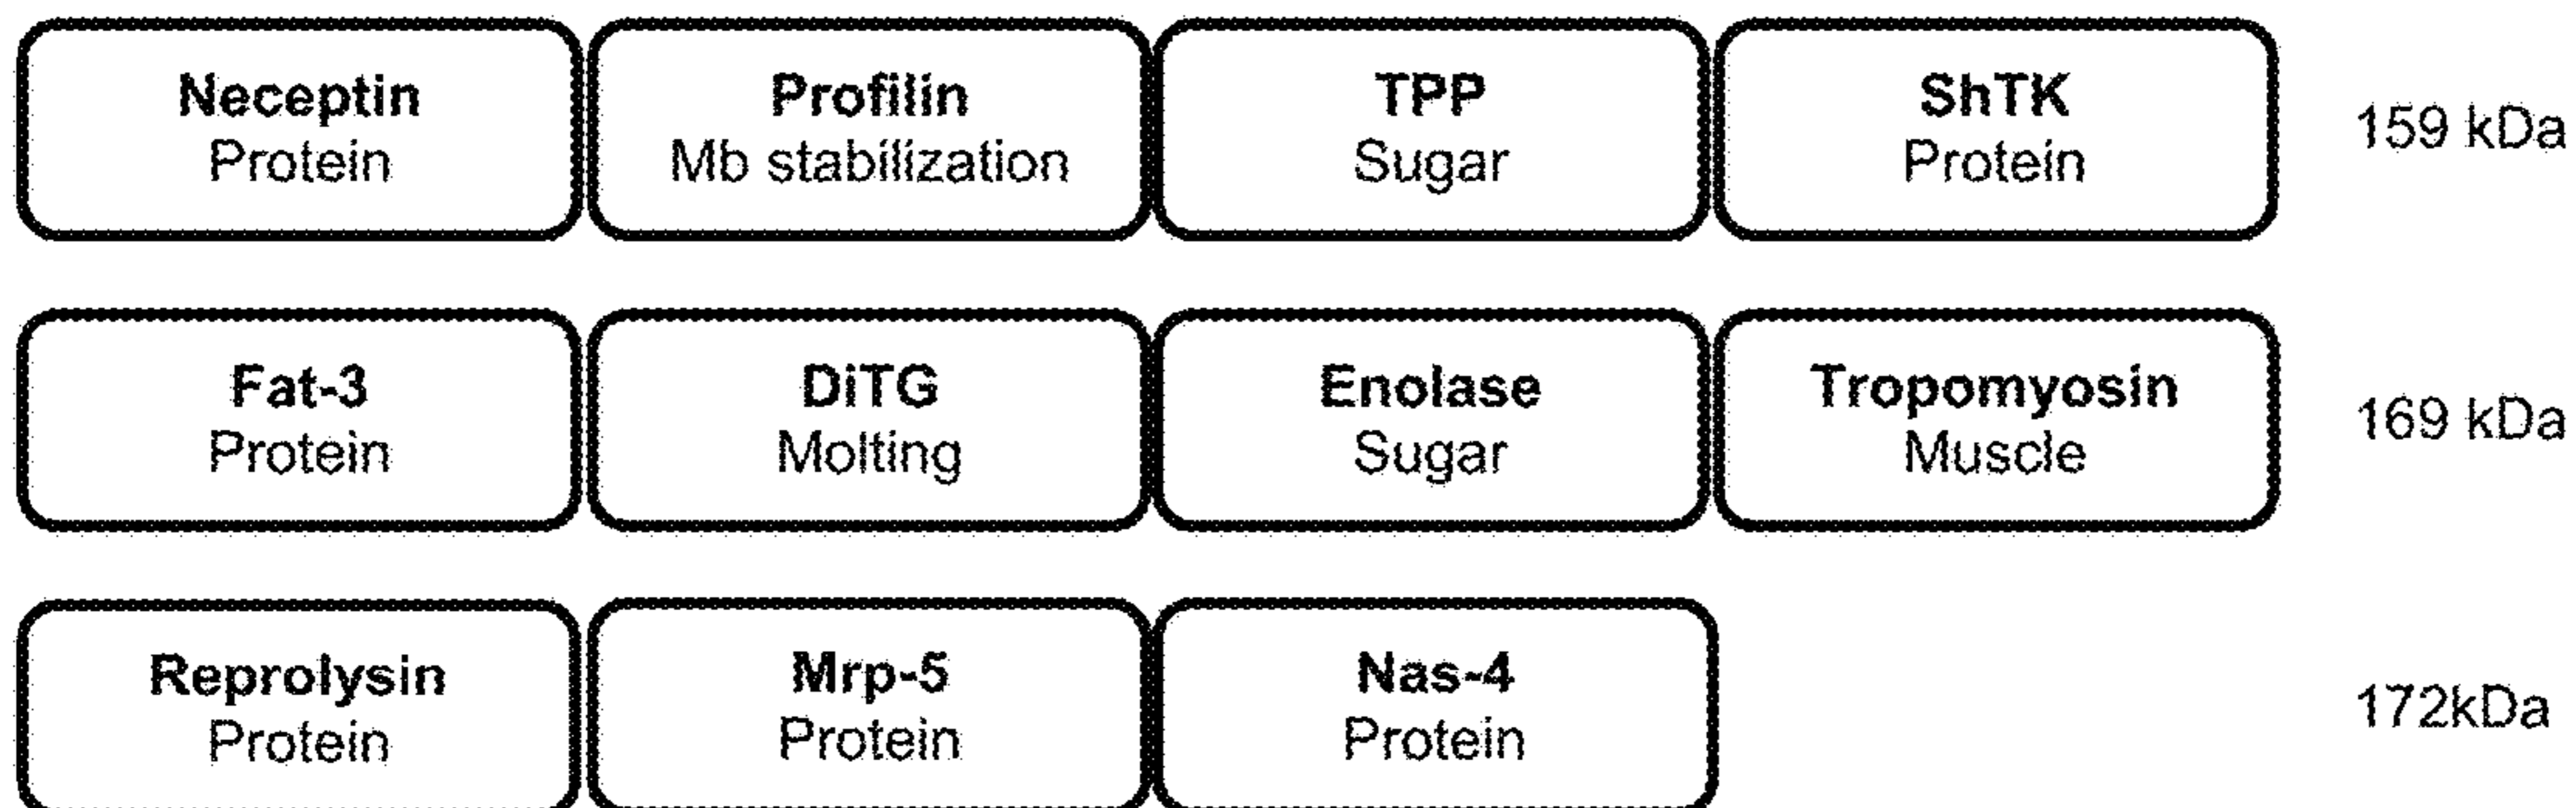 Neceptin Profilin TPP ShTK
Protein Mb stabilization Sugar Protein
159 kDa
Fat-3 DiTG Enolase Tropomyosin
Protein Molting Sugar Muscle
169 kDa
Reprolysin Mrp-5 Nas-4
Protein Protein Protein
172kDa